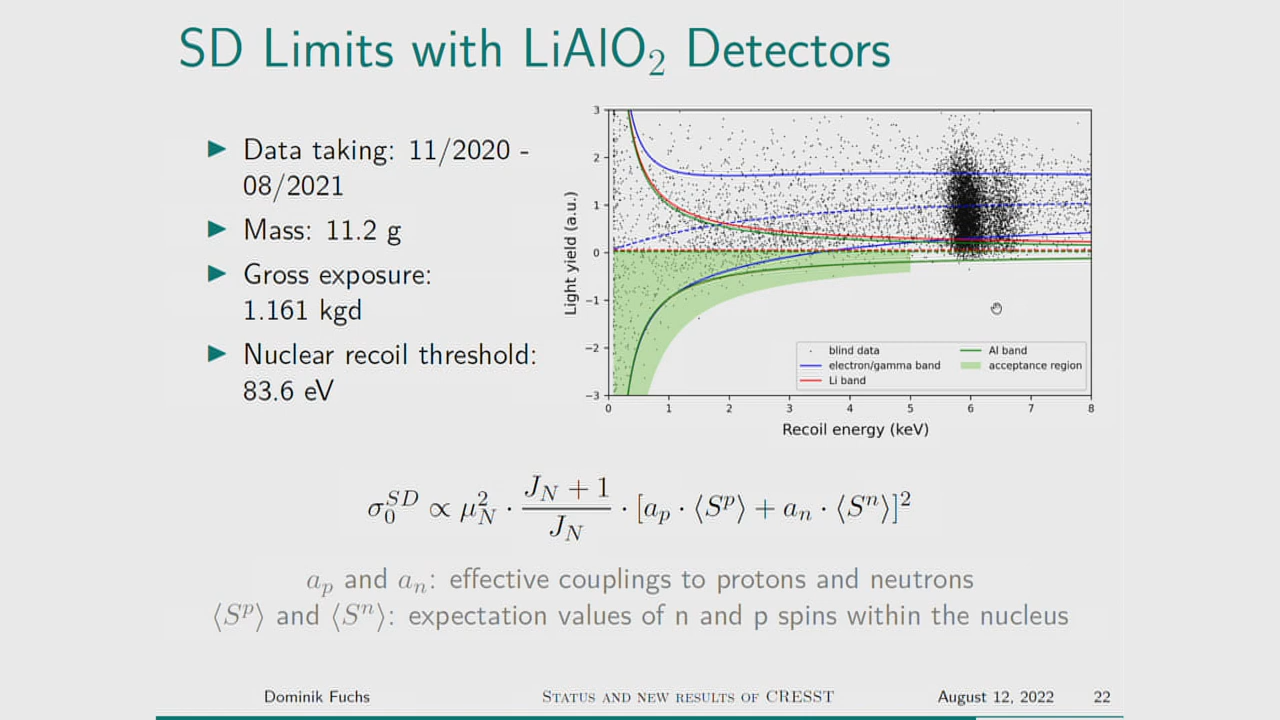 SD Limits with LiAlO₂ Detectors
▶ Data taking: 11/2020 -
08/2021
▶ Mass: 11.2 g
▶ Gross exposure:
1.161 kgd
▶ Nuclear recoil threshold:
83.6 eV
3
2
1
0
−1
−2
−3
Light yield (a.u.)
blind data
electron/gamma band
Li band
Al band
acceptance region
0 1 2 3 4 5 6 7 8
Recoil energy (keV)
σ₀^{SD} ∝ μ_N² · (J_N + 1)/J_N · [a_p · ⟨S^p⟩ + a_n · ⟨S^n⟩]²
a_p and a_n: effective couplings to protons and neutrons
⟨S^p⟩ and ⟨S^n⟩: expectation values of n and p spins within the nucleus
Dominik Fuchs STATUS AND NEW RESULTS OF CRESST August 12, 2022 22